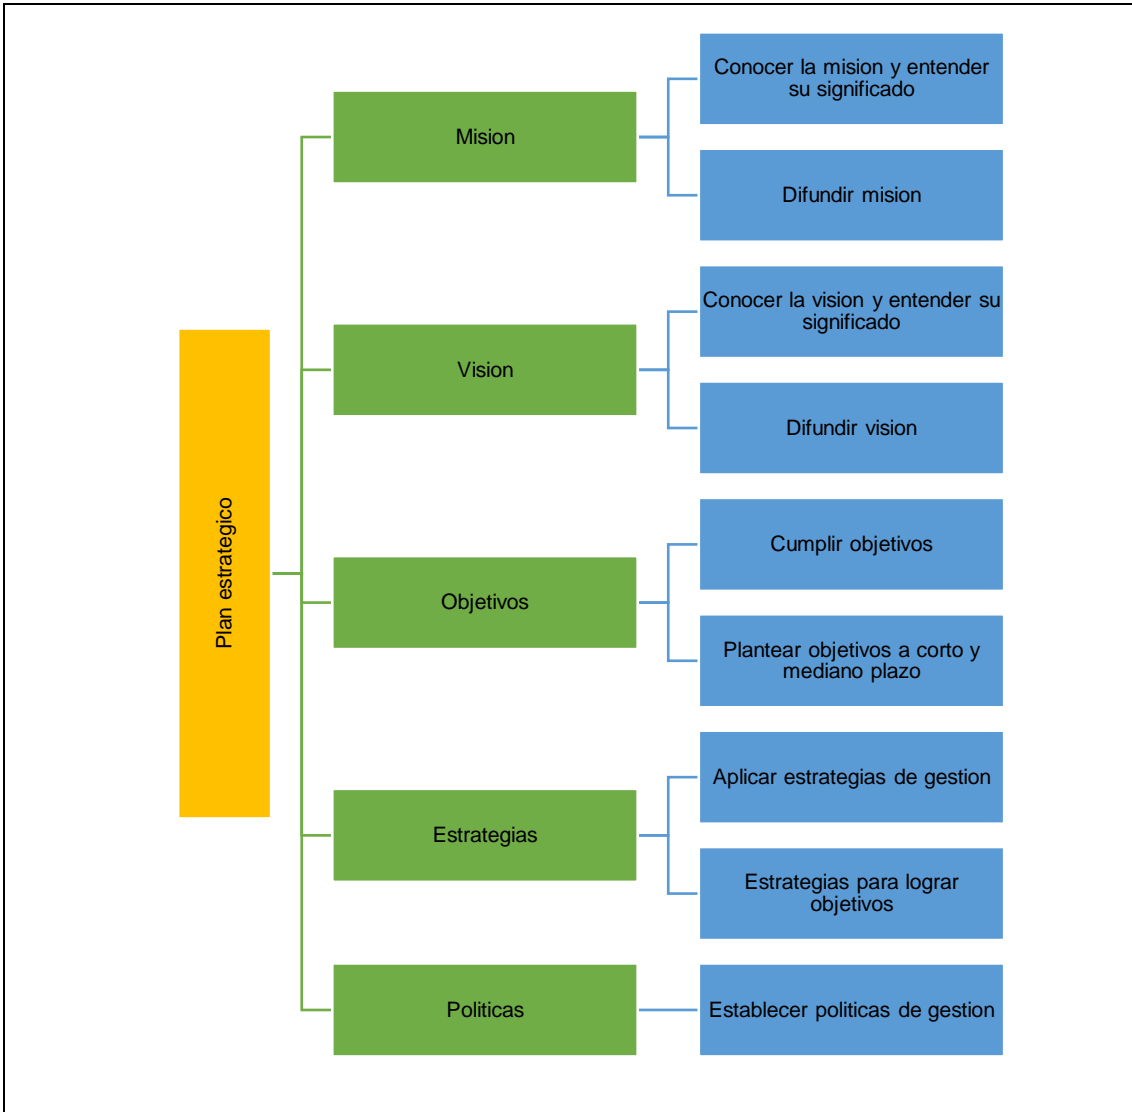 Plan estrategico
Mision
Conocer la mision y entender
su significado
Difundir mision
Vision
Conocer la vision y entender su
significado
Difundir vision
Objetivos
Cumplir objetivos
Plantear objetivos a corto y
mediano plazo
Estrategias
Aplicar estrategias de gestion
Estrategias para lograr
objetivos
Politicas
Establecer politicas de gestion